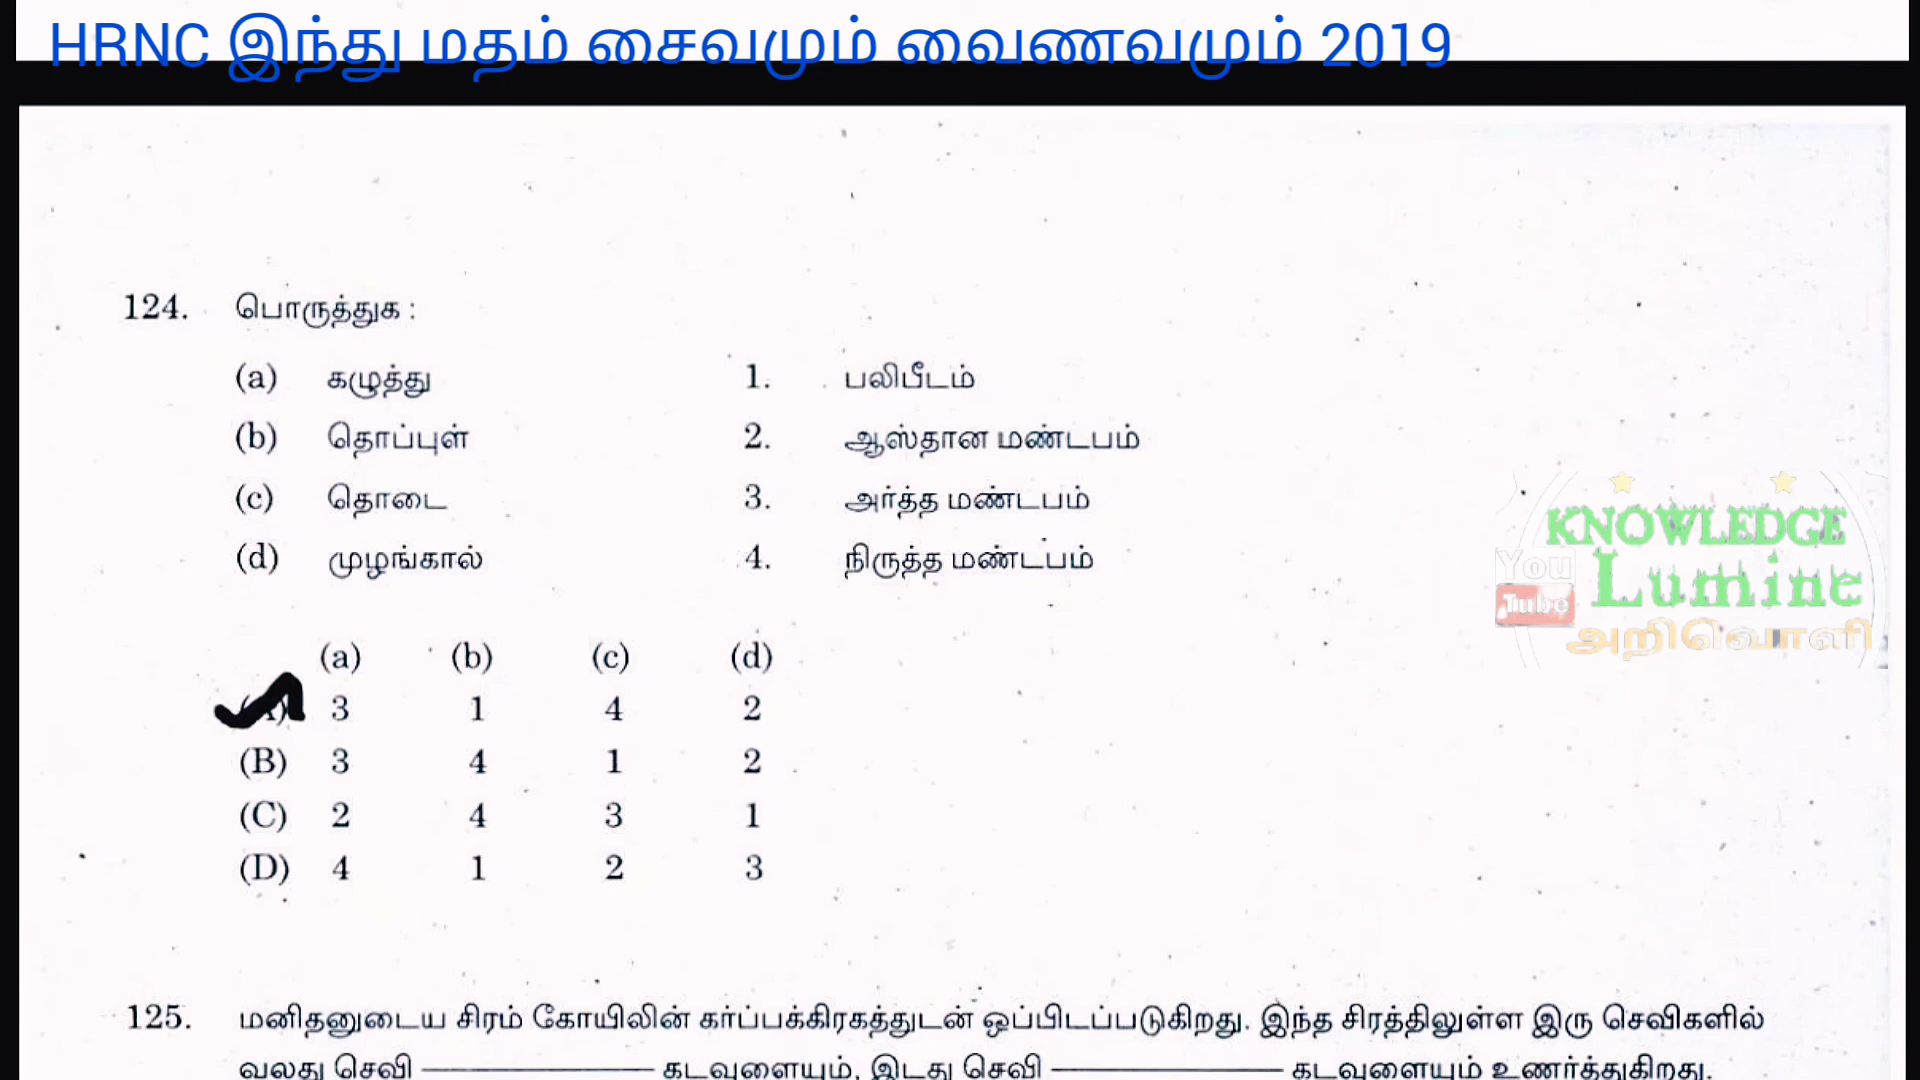 HRNC இந்து மதம் சைவமும் வைணவமும் 2019
124. பொருத்துக :
(a) கழுத்து 1. பலிபீடம்
(b) தொப்புள் 2. ஆஸ்தான மண்டபம்
(c) தொடை 3. அர்த்த மண்டபம்
(d) முழங்கால் 4. நிருத்த மண்டபம்
KNOWLEDGE
You Tube Lumine
அறிவொளி
(a) (b) (c) (d)
(A) 3 1 4 2
(B) 3 4 1 2
(C) 2 4 3 1
(D) 4 1 2 3
125. மனிதனுடைய சிரம் கோயிலின் கர்ப்பக்கிரகத்துடன் ஒப்பிடப்படுகிறது. இந்த சிரத்திலுள்ள இரு செவிகளில்
வலது செவி ———— கடவுளையும், இடது செவி ———— கடவுளையும் உணர்த்துகிறது.